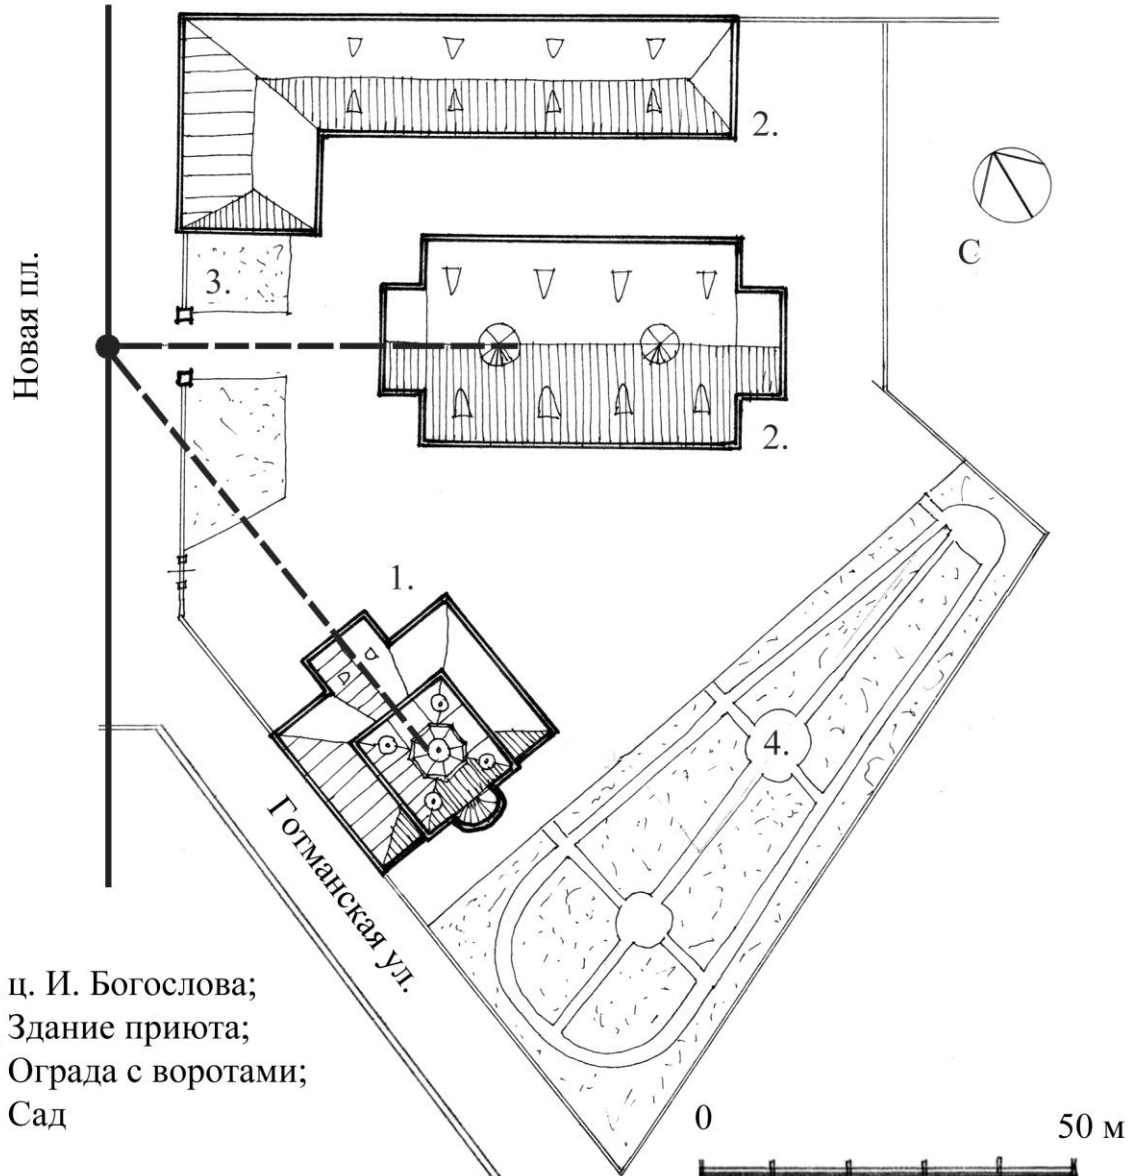 2.
С
3.
Новая пл.
2.
1.
4.
Готманская ул.
ц. И. Богослова;
Здание приюта;
Ограда с воротами;
Сад
0
50 м